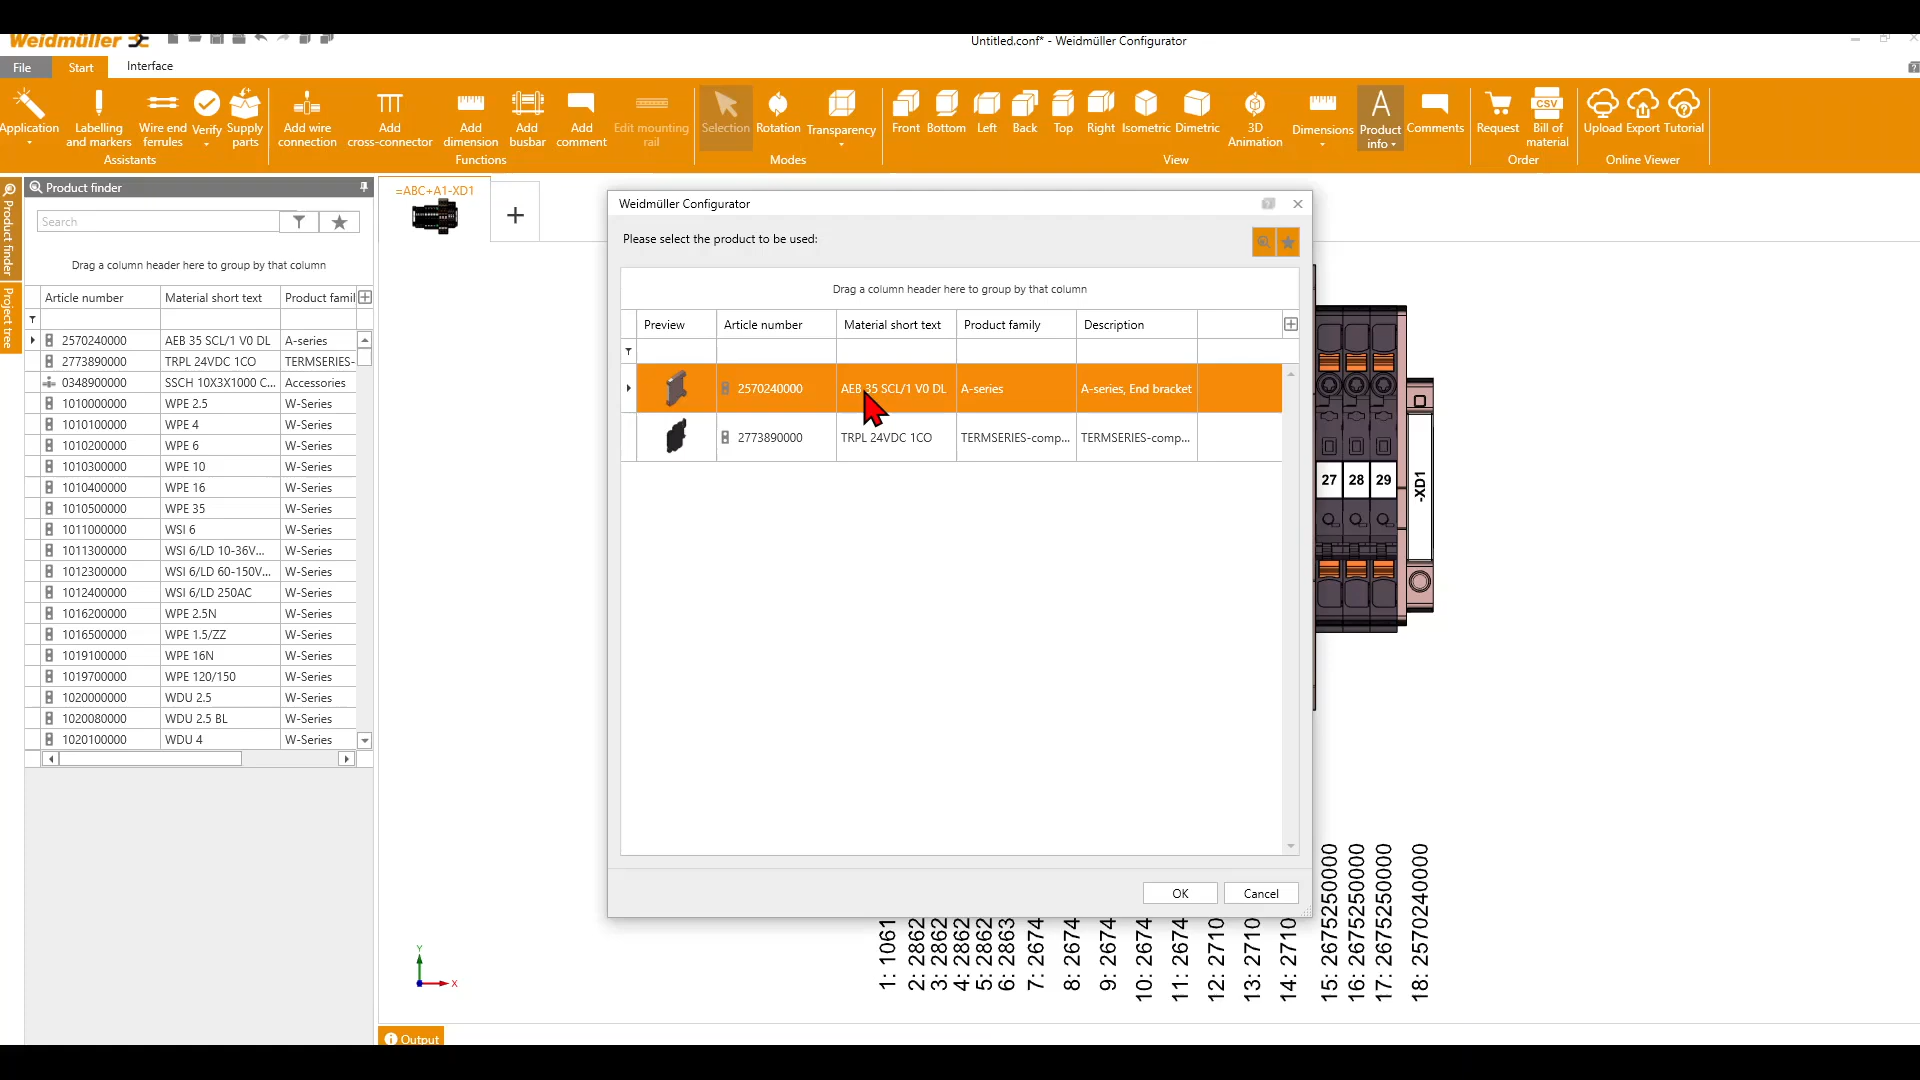 Weidmüller
Untitled.conf* - Weidmüller Configurator
File
Start
Interface
Application
Labelling and markers
Wire end ferrules
Verify
Supply parts
Assistants
Add wire connection
Add cross-connector
Add dimension
Add busbar
Add comment
Edit mounting rail
Functions
Selection
Rotation
Transparency
Modes
Front
Bottom
Left
Back
Top
Right
Isometric
Dimetric
3D Animation
Dimensions
Product info
Comments
View
Request
CSV
Bill of material
Order
Upload
Export
Tutorial
Online Viewer
Product finder
Project tree
Product finder
Search
Drag a column header here to group by that column
Article number Material short text Product famil
2570240000 AEB 35 SCL/1 V0 DL A-series
2773890000 TRPL 24VDC 1CO TERMSERIES-
0348900000 SSCH 10X3X1000 C... Accessories
1010000000 WPE 2.5 W-Series
1010100000 WPE 4 W-Series
1010200000 WPE 6 W-Series
1010300000 WPE 10 W-Series
1010400000 WPE 16 W-Series
1010500000 WPE 35 W-Series
1011000000 WSI 6 W-Series
1011300000 WSI 6/LD 10-36V... W-Series
1012300000 WSI 6/LD 60-150V... W-Series
1012400000 WSI 6/LD 250AC W-Series
1016200000 WPE 2.5N W-Series
1016500000 WPE 1.5/ZZ W-Series
1019100000 WPE 16N W-Series
1019700000 WPE 120/150 W-Series
1020000000 WDU 2.5 W-Series
1020080000 WDU 2.5 BL W-Series
1020100000 WDU 4 W-Series
=ABC+A1-XD1
+
Weidmüller Configurator
Please select the product to be used:
Drag a column header here to group by that column
Preview Article number Material short text Product family Description
2570240000 AEB 35 SCL/1 V0 DL A-series A-series, End bracket
2773890000 TRPL 24VDC 1CO TERMSERIES-comp... TERMSERIES-comp...
OK
Cancel
27 28 29
-XD1
1: 1061
2: 2862
3: 2862
4: 2862
5: 2862
6: 2863
7: 2674
8: 2674
9: 2674
10: 2674
11: 2674
12: 2710
13: 2710
14: 2710
15: 2675250000
16: 2675250000
17: 2675250000
18: 2570240000
Y
X
Output